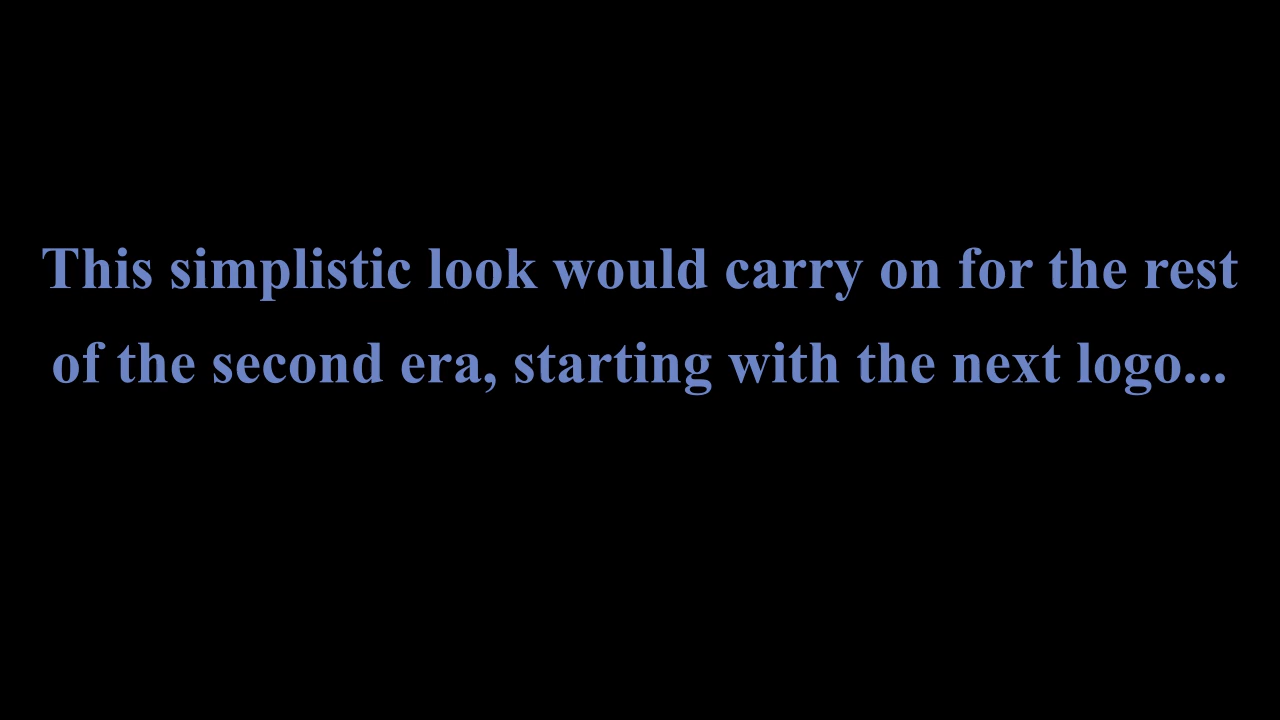 This simplistic look would carry on for the rest
of the second era, starting with the next logo...